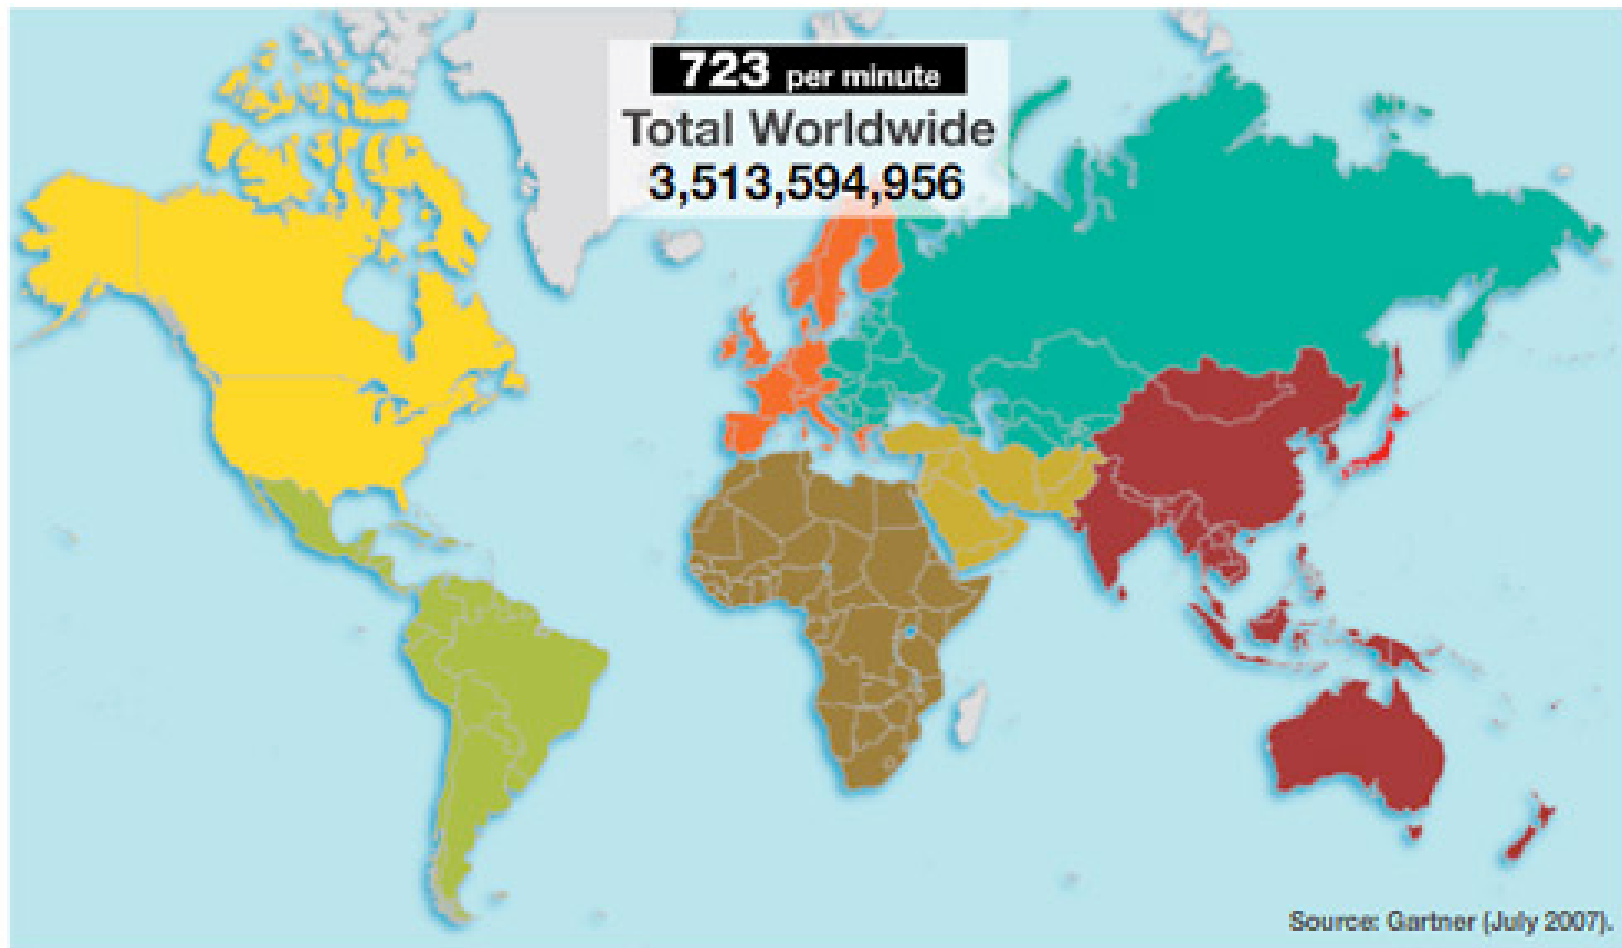 723 per minute
Total Worldwide
3,513,594,956
Source: Gartner (July 2007).